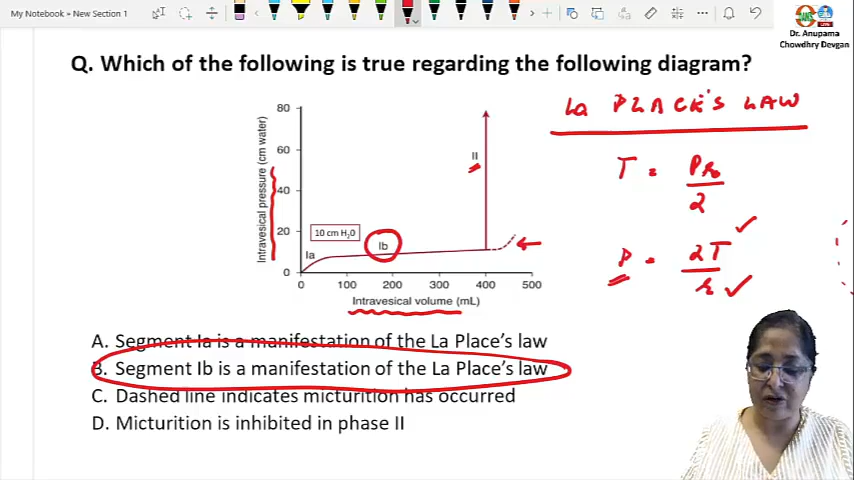 My Notebook » New Section 1
Dr. Anupama
Chowdhry Devgan
Q. Which of the following is true regarding the following diagram?
LA PLACE'S LAW
80
60
40
20
0
Intravesical pressure (cm water)
II
10 cm H₂0
Ia
Ib
0 100 200 300 400 500
Intravesical volume (mL)
T = Pr/2
P = 2T/r
A. Segment Ia is a manifestation of the La Place's law
B. Segment Ib is a manifestation of the La Place's law
C. Dashed line indicates micturition has occurred
D. Micturition is inhibited in phase II